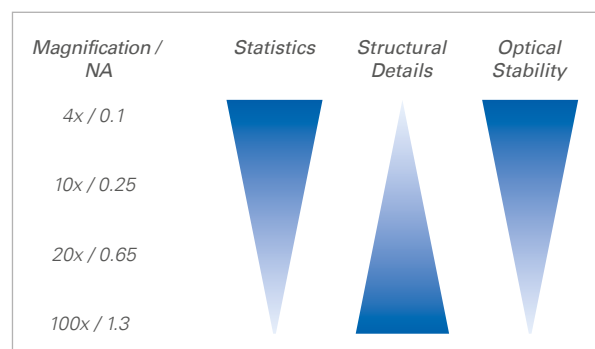 Magnification /
NA
Statistics
Structural
Details
Optical
Stability
4x / 0.1
10x / 0.25
20x / 0.65
100x / 1.3